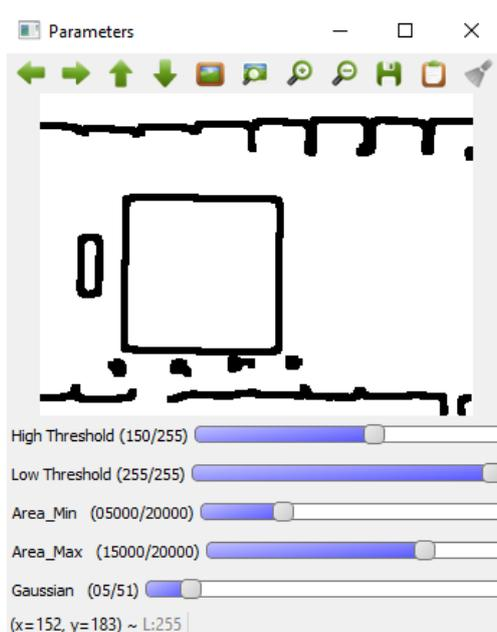 Parameters
High Threshold (150/255)
Low Threshold (255/255)
Area_Min (05000/20000)
Area_Max (15000/20000)
Gaussian (05/51)
(x=152, y=183) ~ L:255